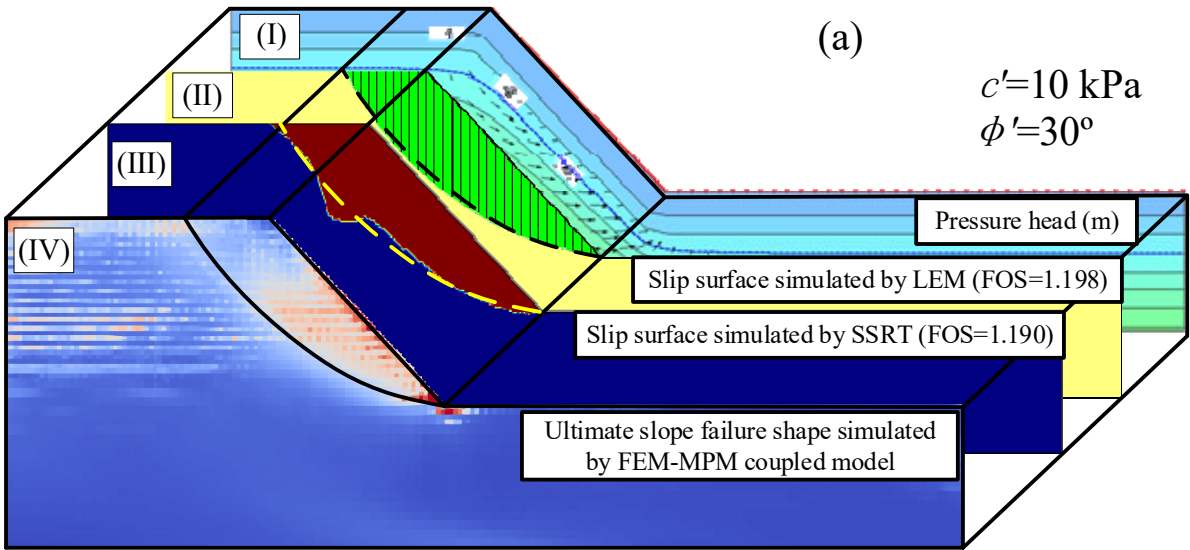 (I)
(a)
c'=10 kPa
ϕ'=30º
(II)
(III)
Pressure head (m)
(IV)
Slip surface simulated by LEM (FOS=1.198)
Slip surface simulated by SSRT (FOS=1.190)
Ultimate slope failure shape simulated
by FEM-MPM coupled model